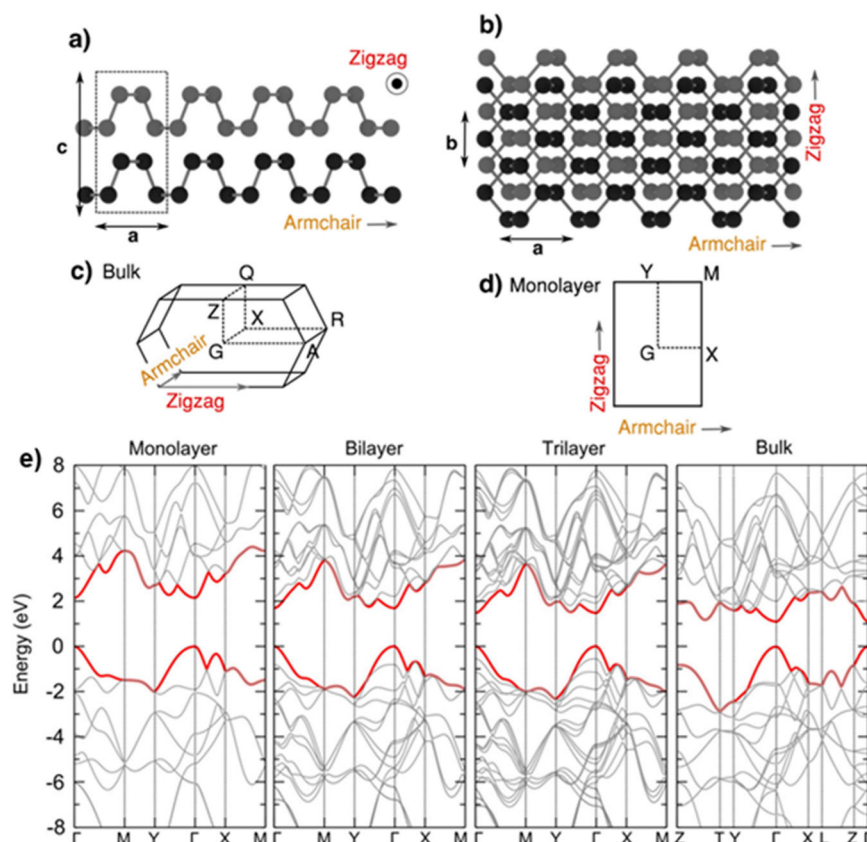 a)
b)
Zigzag
c
a
Armchair
b
Zigzag
a
Armchair
c) Bulk
Q
Z
X
R
G
A
Armchair
Zigzag
d) Monolayer
Y
M
G
X
Zigzag
Armchair
e)
Monolayer
Bilayer
Trilayer
Bulk
Energy (eV)
8
6
4
2
0
-2
-4
-6
-8
Γ M Y Γ X M
Γ M Y Γ X M
Γ M Y Γ X M
Z T Y Γ X L Z